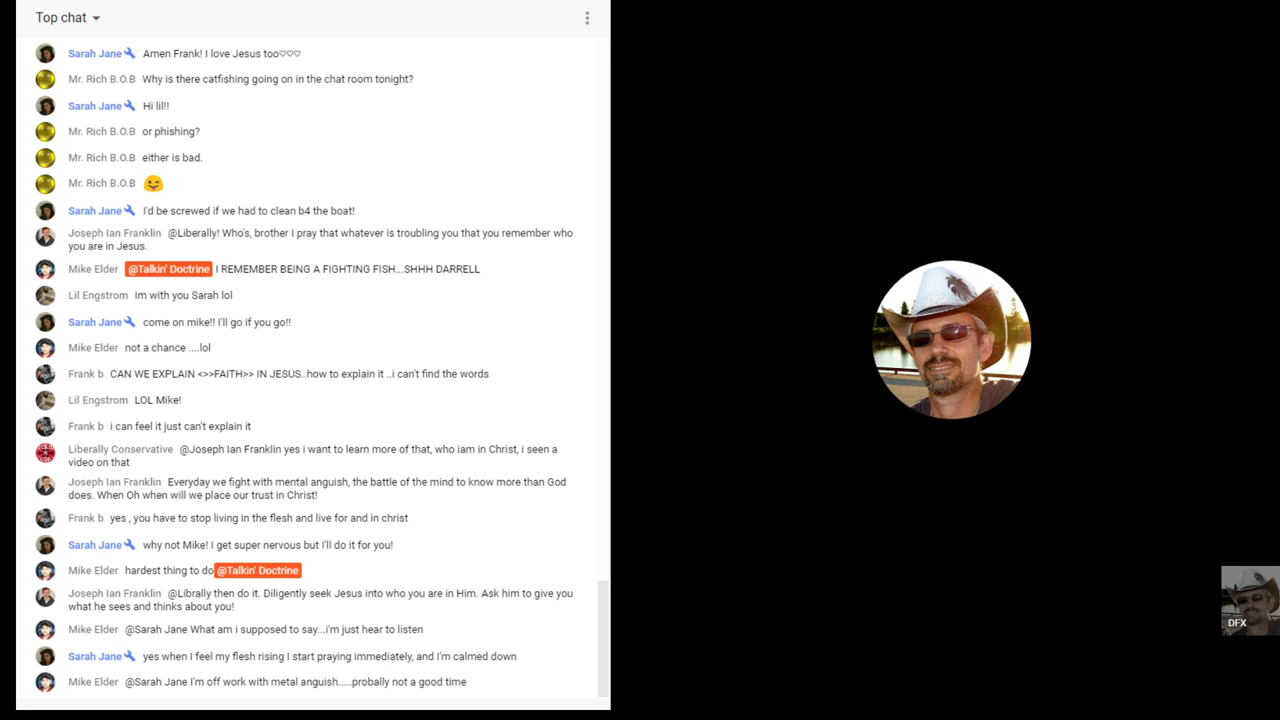 Top chat
Sarah Jane Amen Frank! I love Jesus too♡♡♡
Mr. Rich B.O.B Why is there catfishing going on in the chat room tonight?
Sarah Jane Hi lil!!
Mr. Rich B.O.B or phishing?
Mr. Rich B.O.B either is bad.
Mr. Rich B.O.B 😜
Sarah Jane I'd be screwed if we had to clean b4 the boat!
Joseph Ian Franklin @Liberally! Who's, brother I pray that whatever is troubling you that you remember who
you are in Jesus.
Mike Elder @Talkin' Doctrine I REMEMBER BEING A FIGHTING FISH...SHHH DARRELL
Lil Engstrom Im with you Sarah lol
Sarah Jane come on mike!! I'll go if you go!!
Mike Elder not a chance ....lol
Frank b CAN WE EXPLAIN <>>FAITH>> IN JESUS..how to explain it ..i can't find the words
Lil Engstrom LOL Mike!
Frank b i can feel it just can't explain it
Liberally Conservative @Joseph Ian Franklin yes i want to learn more of that, who iam in Christ, i seen a
video on that
Joseph Ian Franklin Everyday we fight with mental anguish, the battle of the mind to know more than God
does. When Oh when will we place our trust in Christ!
Frank b yes , you have to stop living in the flesh and live for and in christ
Sarah Jane why not Mike! I get super nervous but I'll do it for you!
Mike Elder hardest thing to do @Talkin' Doctrine
Joseph Ian Franklin @Librally then do it. Diligently seek Jesus into who you are in Him. Ask him to give you
what he sees and thinks about you!
Mike Elder @Sarah Jane What am i supposed to say...i'm just hear to listen
Sarah Jane yes when I feel my flesh rising I start praying immediately, and I'm calmed down
Mike Elder @Sarah Jane I'm off work with metal anguish.....probally not a good time
DFX